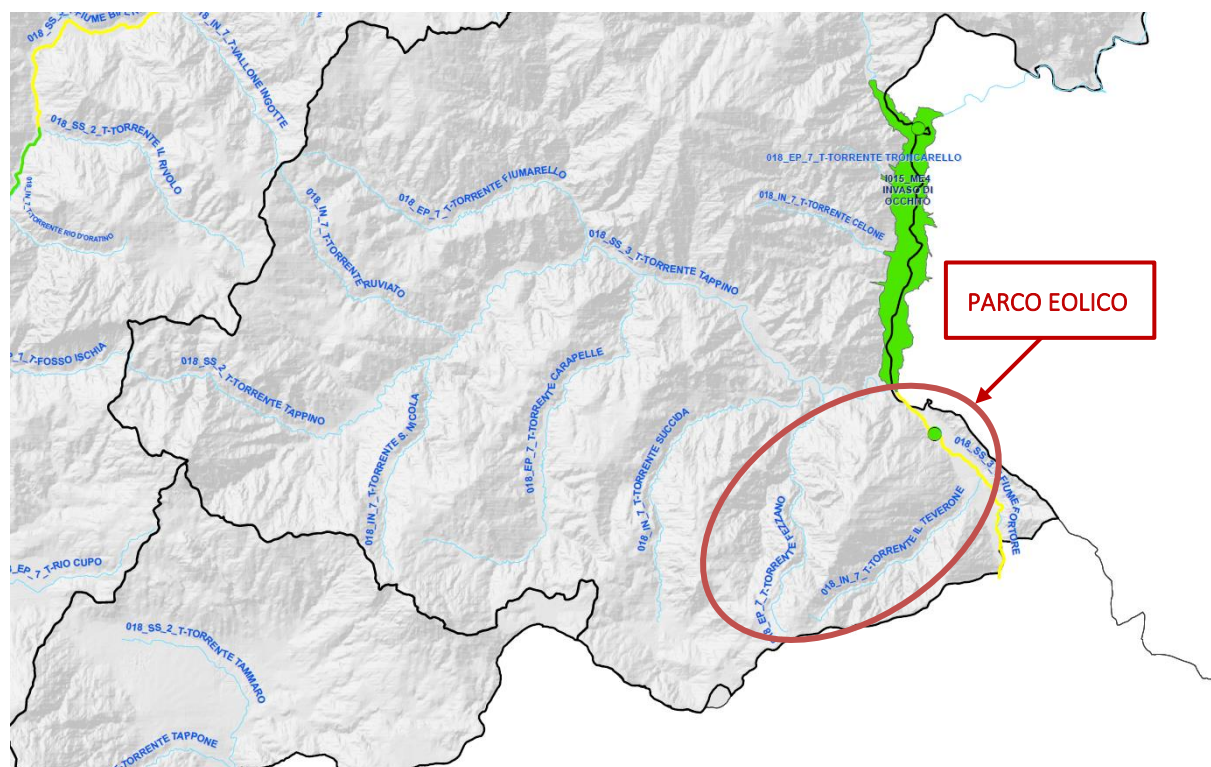 018_SS_3_T-FIUME BIFERNO
018_IN_7_T-VALLONE INGOTTE
018_SS_2_T-TORRENTE IL RIVOLO
018_IN_7_T-TORRENTE RIO D'ORATINO
018_EP_7_T-TORRENTE FIUMARELLO
018_IN_7_T-TORRENTE RUVIATO
018_SS_3_T-TORRENTE TAPPINO
018_EP_7_T-TORRENTE TRONCARELLO
I015_ME4
INVASO DI
OCCHITO
018_IN_7_T-TORRENTE CELONE
PARCO EOLICO
P_7_T-FOSSO ISCHIA
018_SS_2_T-TORRENTE TAPPINO
018_IN_7_T-TORRENTE S. NICOLA
018_EP_7_T-TORRENTE CARAPELLE
018_IN_7_T-TORRENTE SUCCIDA
018_EP_7_T-TORRENTE FEZZANO
018_IN_7_T-TORRENTE IL TEVERONE
018_SS_3_T-FIUME FORTORE
_EP_7_T-RIO CUPO
018_SS_2_T-TORRENTE TAMMARO
T-TORRENTE TAPPONE